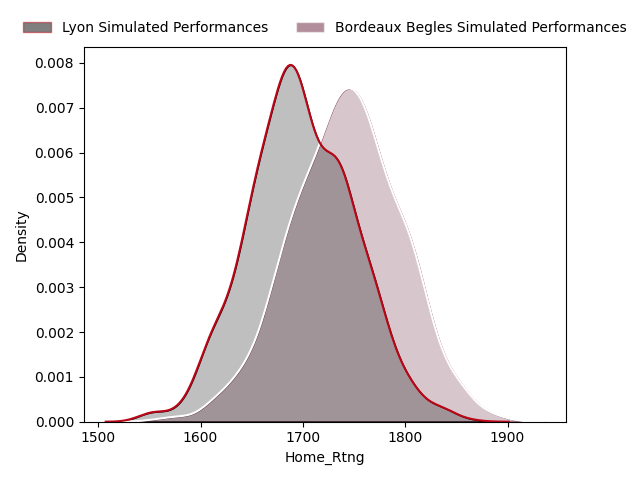 Lyon Simulated Performances
Bordeaux Begles Simulated Performances
0.008
0.007
0.006
0.005
0.004
0.003
0.002
0.001
0.000
Density
1500 1600 1700 1800 1900
Home_Rtng